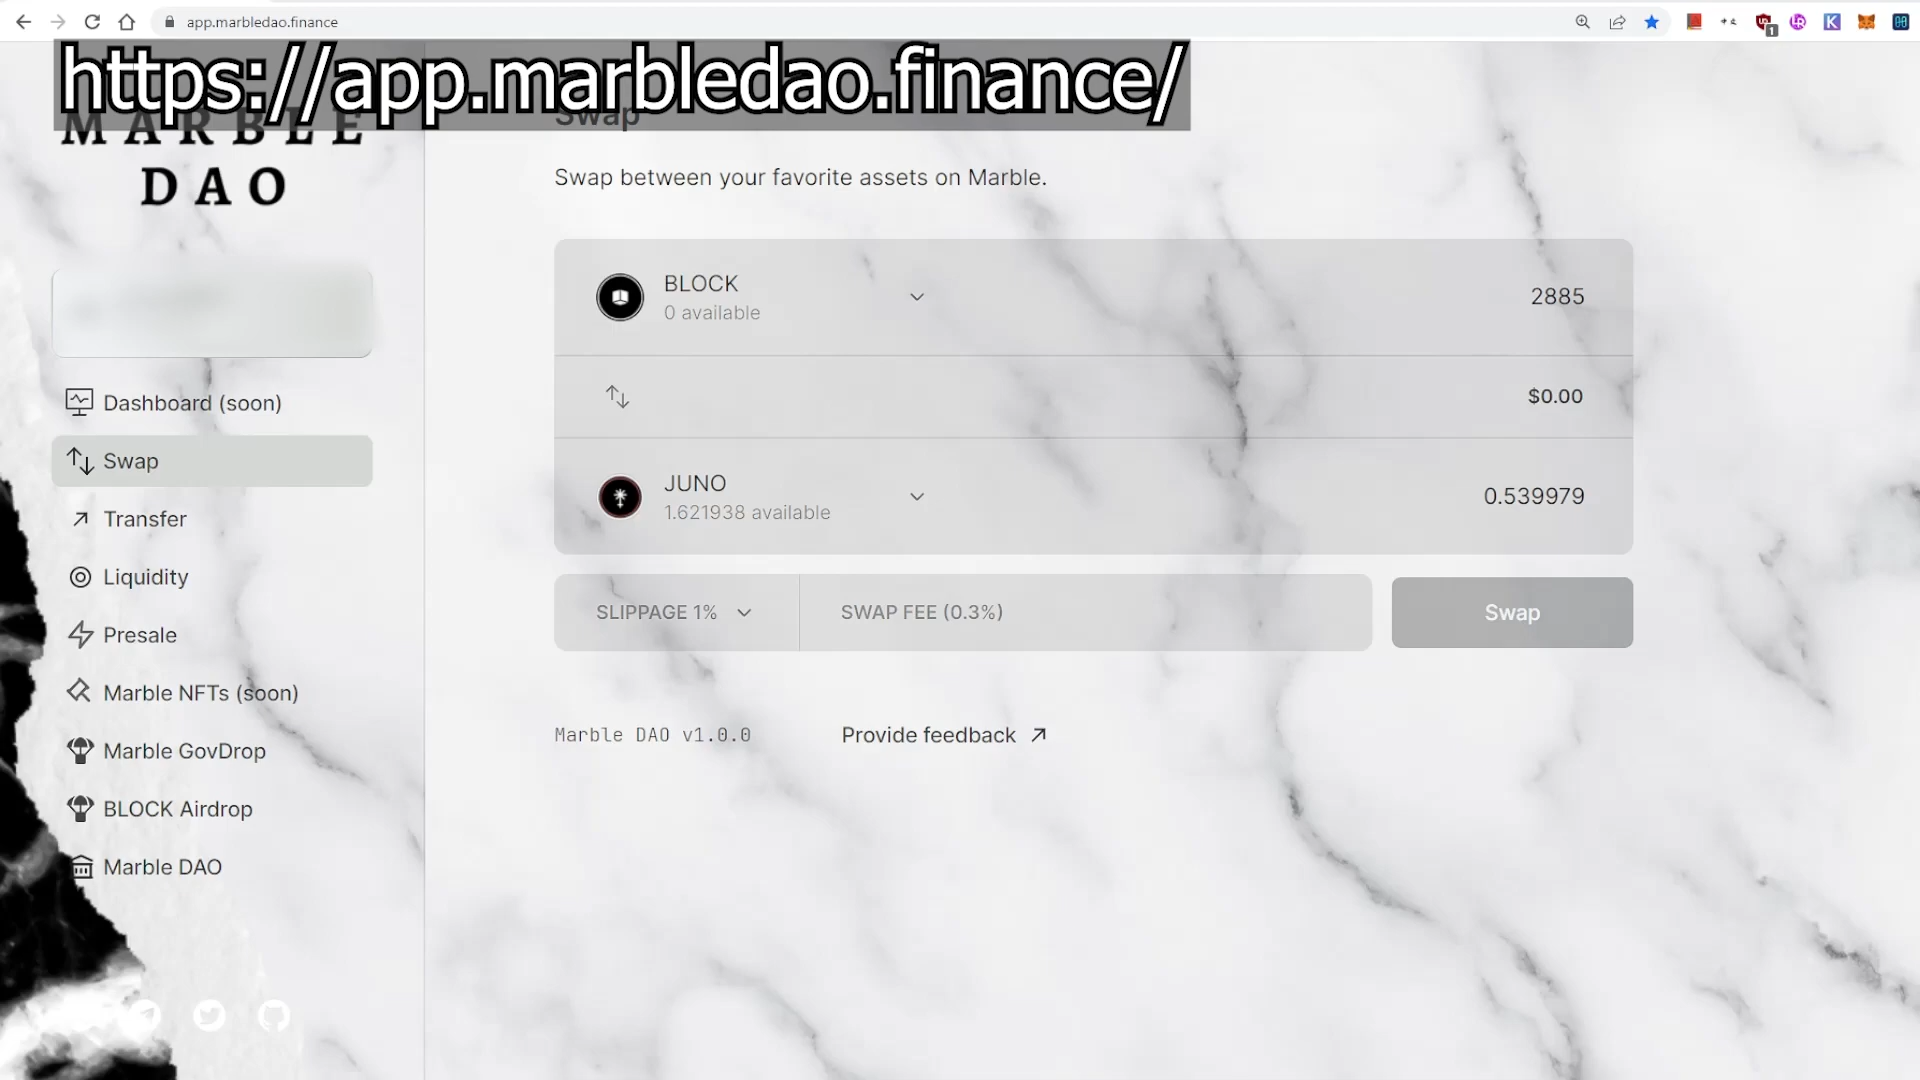 app.marbledao.finance
https://app.marbledao.finance/
MARBLE
DAO
Dashboard (soon)
Swap
Transfer
Liquidity
Presale
Marble NFTs (soon)
Marble GovDrop
BLOCK Airdrop
Marble DAO
Swap
Swap between your favorite assets on Marble.
BLOCK
0 available
2885
$0.00
JUNO
1.621938 available
0.539979
SLIPPAGE 1%
SWAP FEE (0.3%)
Swap
Marble DAO v1.0.0
Provide feedback